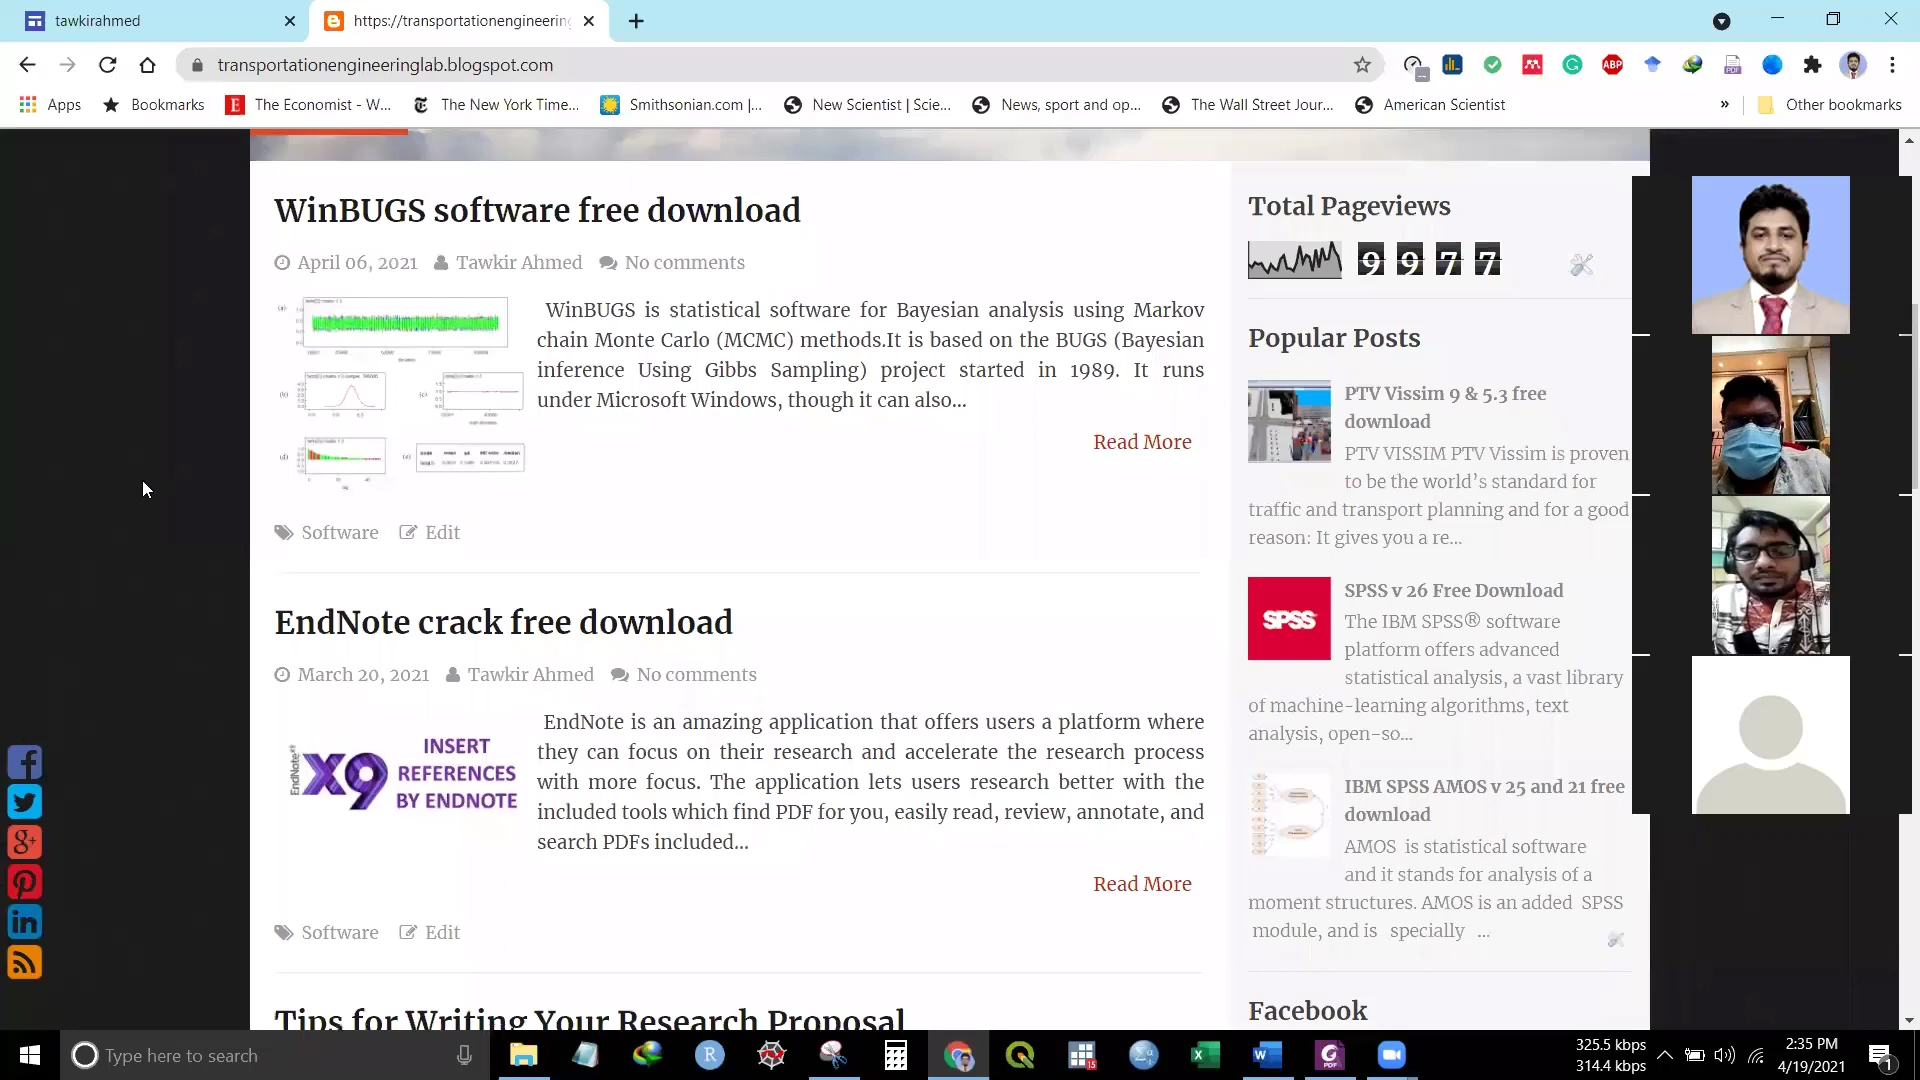 tawkirahmed
https://transportationengineering
transportationengineeringlab.blogspot.com
ABP
PDF
Apps
Bookmarks
The Economist - W...
The New York Time...
Smithsonian.com |...
New Scientist | Scie...
News, sport and op...
The Wall Street Jour...
American Scientist
»
Other bookmarks
WinBUGS software free download
April 06, 2021 Tawkir Ahmed No comments
WinBUGS is statistical software for Bayesian analysis using Markov
chain Monte Carlo (MCMC) methods.It is based on the BUGS (Bayesian
inference Using Gibbs Sampling) project started in 1989. It runs
under Microsoft Windows, though it can also...
Read More
Software Edit
EndNote crack free download
March 20, 2021 Tawkir Ahmed No comments
EndNote X9
INSERT
REFERENCES
BY ENDNOTE
EndNote is an amazing application that offers users a platform where
they can focus on their research and accelerate the research process
with more focus. The application lets users research better with the
included tools which find PDF for you, easily read, review, annotate, and
search PDFs included...
Read More
Software Edit
Tips for Writing Your Research Proposal
Total Pageviews
9977
Popular Posts
PTV Vissim 9 & 5.3 free
download
PTV VISSIM PTV Vissim is proven
to be the world's standard for
traffic and transport planning and for a good
reason: It gives you a re...
SPSS
SPSS v 26 Free Download
The IBM SPSS® software
platform offers advanced
statistical analysis, a vast library
of machine-learning algorithms, text
analysis, open-so...
IBM SPSS AMOS v 25 and 21 free
download
AMOS is statistical software
and it stands for analysis of a
moment structures. AMOS is an added SPSS
module, and is specially ...
Facebook
Type here to search
325.5 kbps
314.4 kbps
2:35 PM
4/19/2021
1